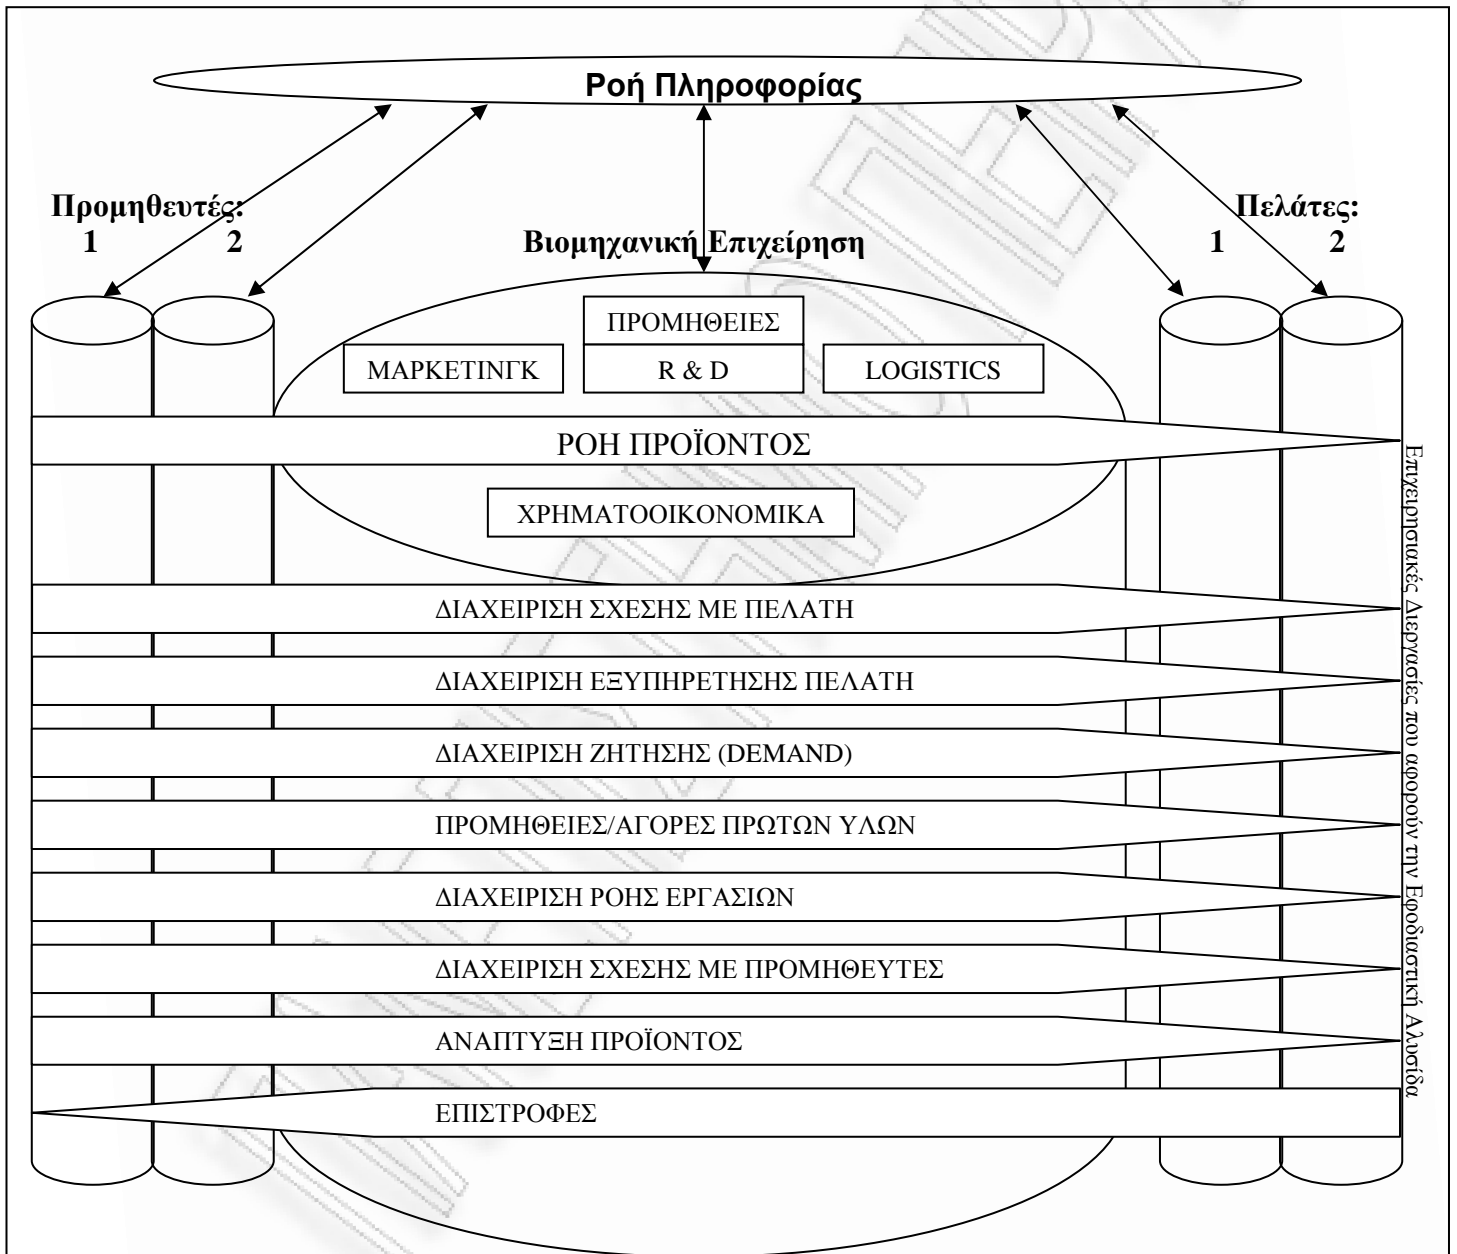 Ροή Πληροφορίας
Προμηθευτές:
1 2
Πελάτες:
1 2
Βιομηχανική Επιχείρηση
ΠΡΟΜΗΘΕΙΕΣ
ΜΑΡΚΕΤΙΝΓΚ
R & D
LOGISTICS
ΡΟΗ ΠΡΟΪΟΝΤΟΣ
ΧΡΗΜΑΤΟΟΙΚΟΝΟΜΙΚΑ
ΔΙΑΧΕΙΡΙΣΗ ΣΧΕΣΗΣ ΜΕ ΠΕΛΑΤΗ
ΔΙΑΧΕΙΡΙΣΗ ΕΞΥΠΗΡΕΤΗΣΗΣ ΠΕΛΑΤΗ
ΔΙΑΧΕΙΡΙΣΗ ΖΗΤΗΣΗΣ (DEMAND)
ΠΡΟΜΗΘΕΙΕΣ/ΑΓΟΡΕΣ ΠΡΩΤΩΝ ΥΛΩΝ
ΔΙΑΧΕΙΡΙΣΗ ΡΟΗΣ ΕΡΓΑΣΙΩΝ
ΔΙΑΧΕΙΡΙΣΗ ΣΧΕΣΗΣ ΜΕ ΠΡΟΜΗΘΕΥΤΕΣ
ΑΝΑΠΤΥΞΗ ΠΡΟΪΟΝΤΟΣ
ΕΠΙΣΤΡΟΦΕΣ
Επιχειρησιακές Διεργασίες που αφορούν την Εφοδιαστική Αλυσίδα